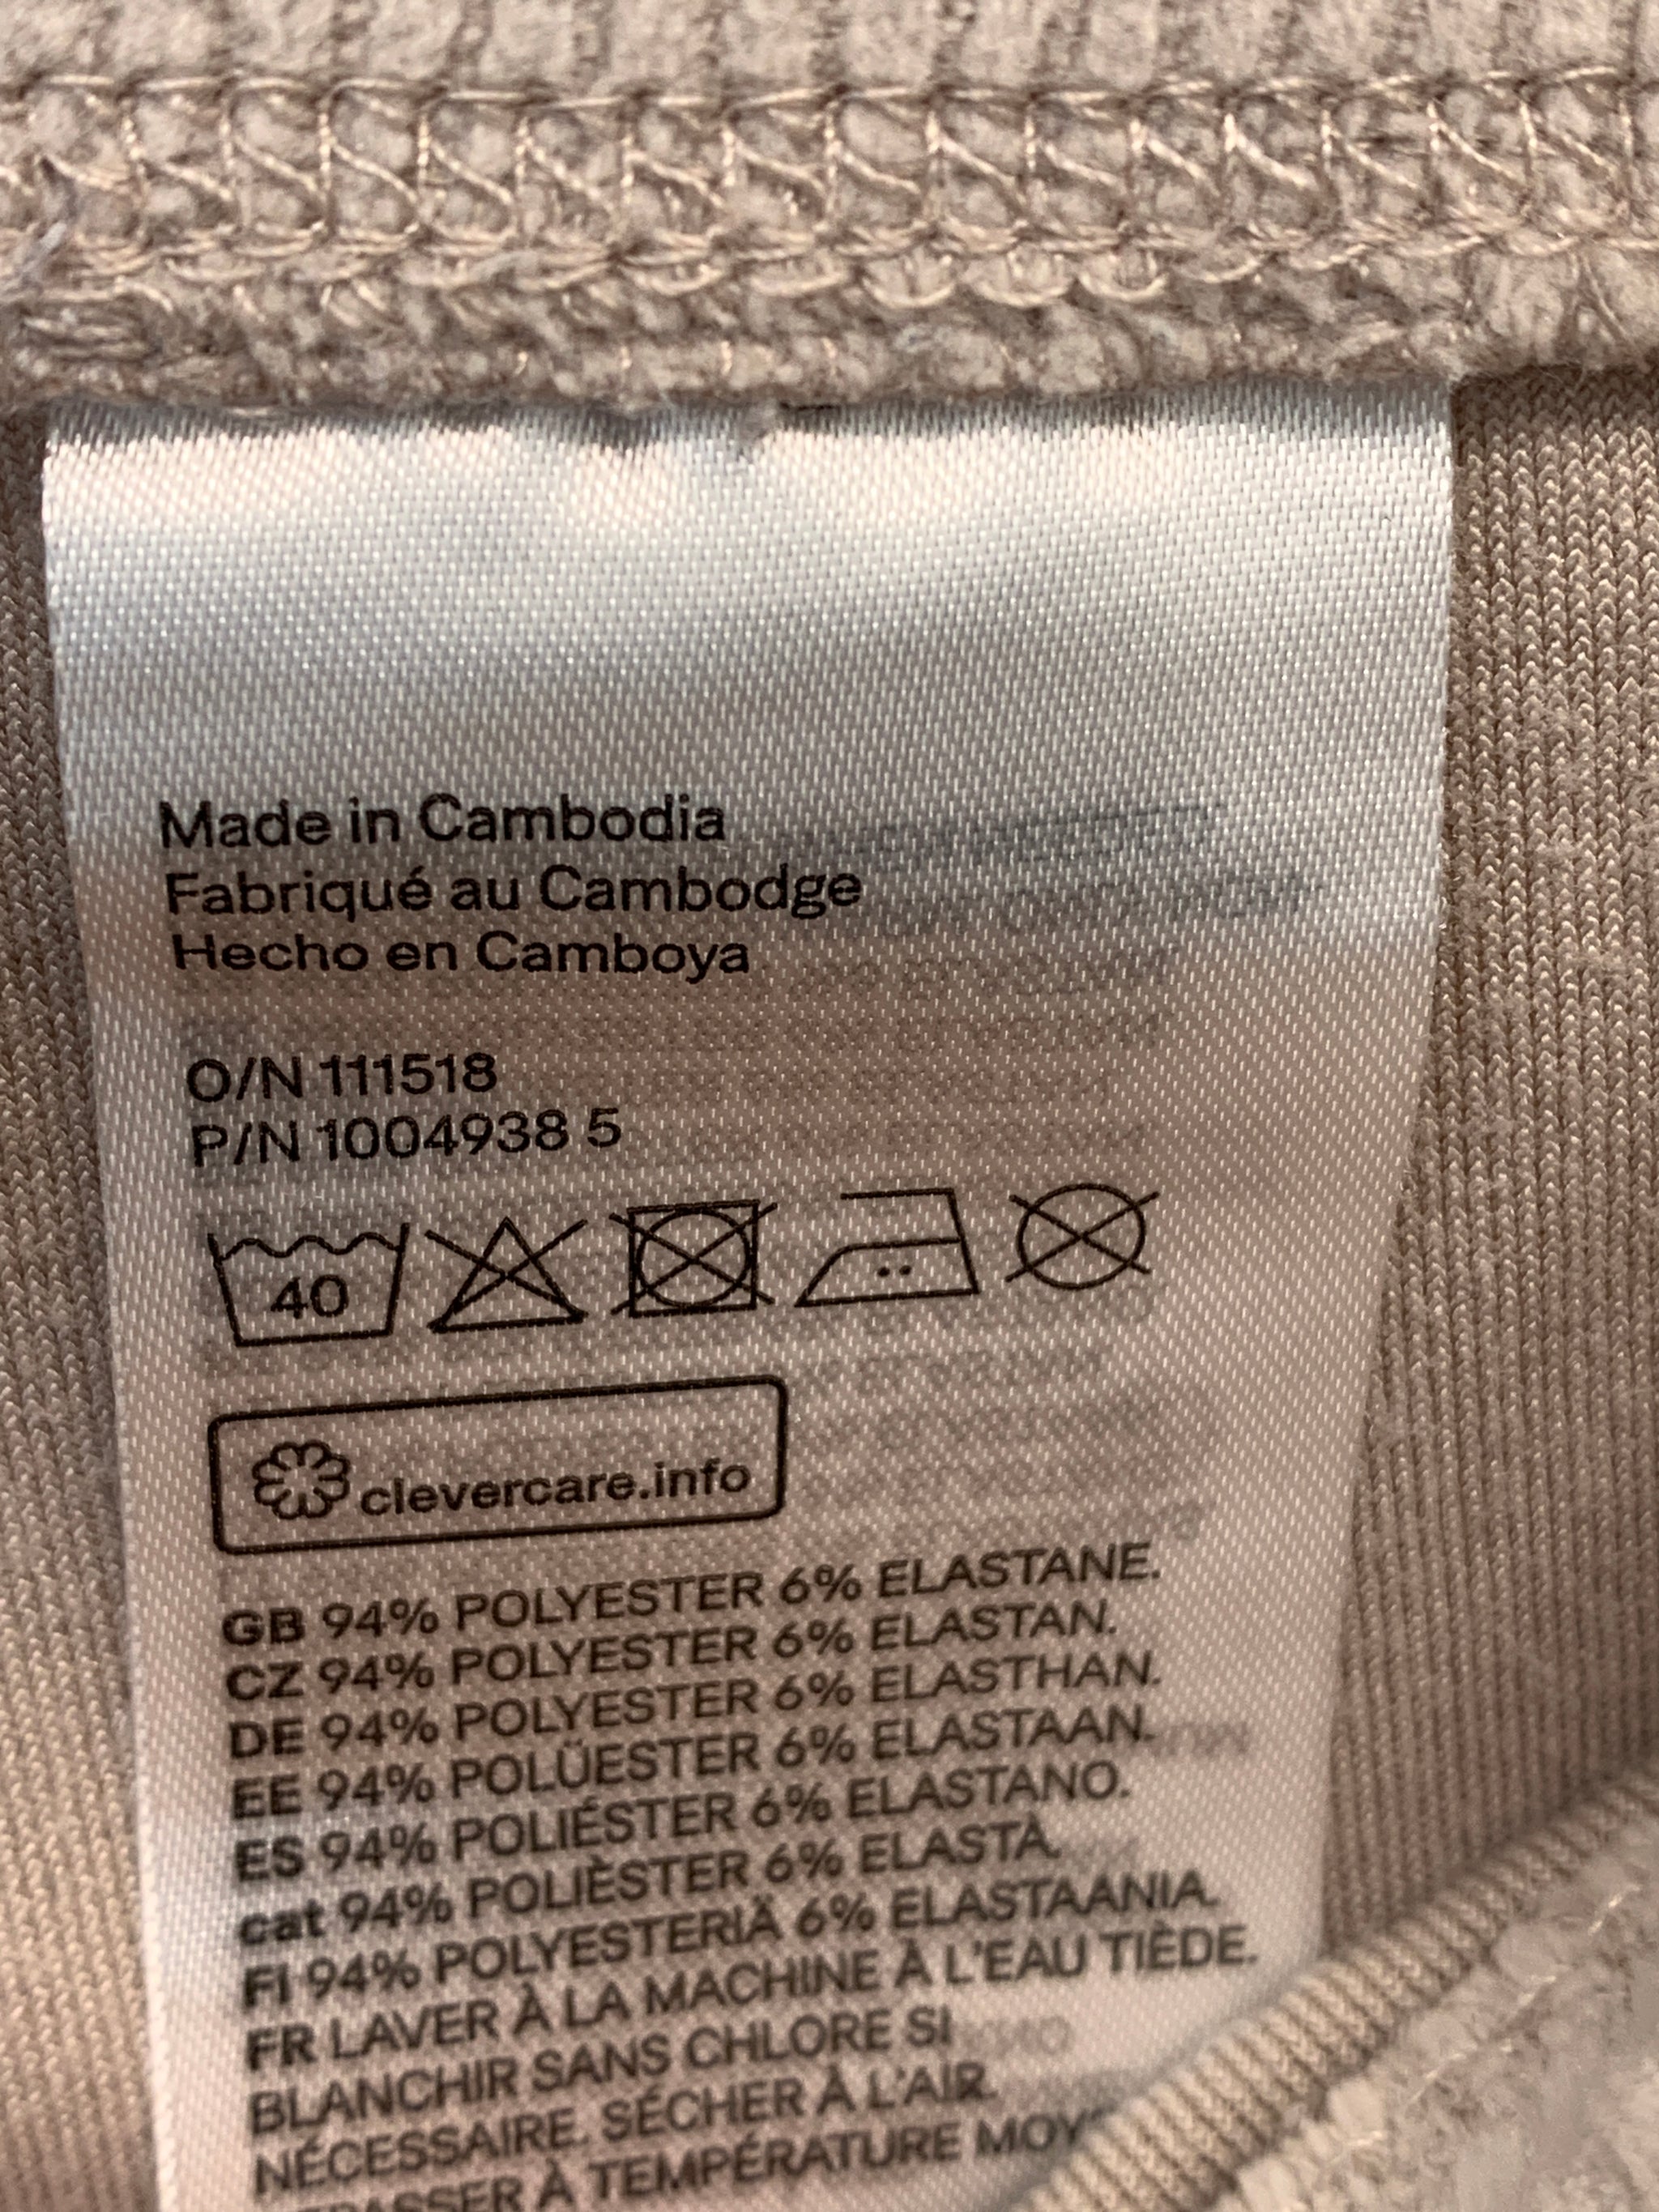 Made in Cambodia
Fabriqué au Cambodge
Hecho en Camboya
O/N 111518
P/N 1004938 5
40
clevercare.info
GB 94% POLYESTER 6% ELASTANE.
CZ 94% POLYESTER 6% ELASTAN.
DE 94% POLYESTER 6% ELASTHAN.
EE 94% POLÜESTER 6% ELASTAAN.
ES 94% POLIÉSTER 6% ELASTANO.
cat 94% POLIÈSTER 6% ELASTÀ.
FI 94% POLYESTERIÄ 6% ELASTAANIA.
FR LAVER À LA MACHINE À L'EAU TIÈDE.
BLANCHIR SANS CHLORE SI
NÉCESSAIRE. SÉCHER À L'AIR.
À TEMPÉRATURE